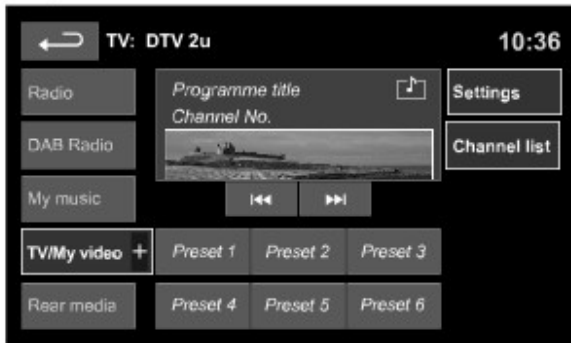 TV: DTV 2u
10:36
Radio
DAB Radio
My music
TV/My video +
Rear media
Programme title
Channel No.
Settings
Channel list
Preset 1
Preset 2
Preset 3
Preset 4
Preset 5
Preset 6